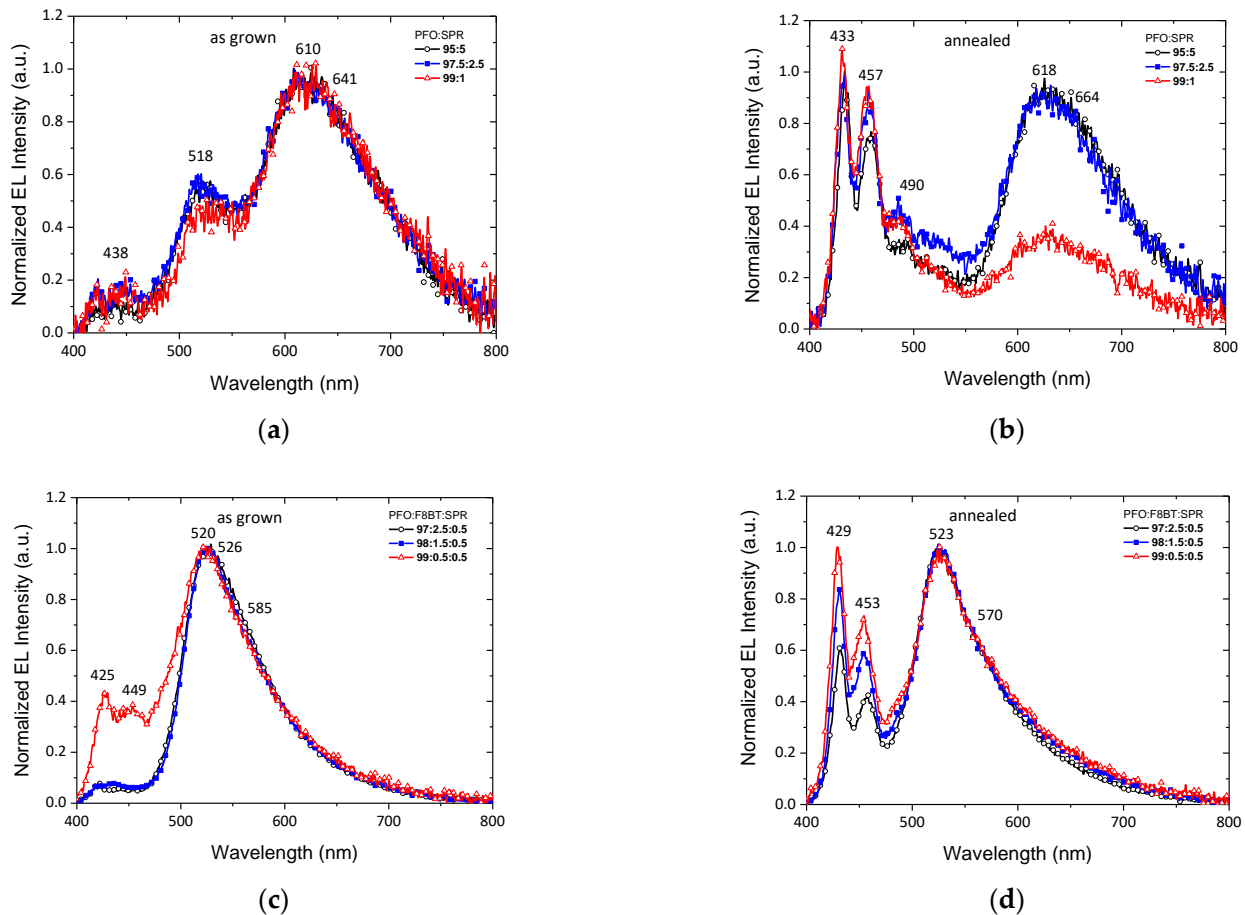 as grown
PFO:SPR
95:5
97.5:2.5
99:1
438
518
610
641
Normalized EL Intensity (a.u.)
1.2
1.0
0.8
0.6
0.4
0.2
0.0
400 500 600 700 800
Wavelength (nm)
(a)
annealed
PFO:SPR
95:5
97.5:2.5
99:1
433
457
490
618
664
Normalized EL Intensity (a.u.)
1.2
1.0
0.8
0.6
0.4
0.2
0.0
400 500 600 700 800
Wavelength (nm)
(b)
as grown
PFO:F8BT:SPR
97:2.5:0.5
98:1.5:0.5
99:0.5:0.5
425
449
520
526
585
Normalized EL Intensity (a.u.)
1.2
1.0
0.8
0.6
0.4
0.2
0.0
400 500 600 700 800
Wavelength (nm)
(c)
annealed
PFO:F8BT:SPR
97:2.5:0.5
98:1.5:0.5
99:0.5:0.5
429
453
523
570
Normalized EL Intensity (a.u.)
1.2
1.0
0.8
0.6
0.4
0.2
0.0
400 500 600 700 800
Wavelength (nm)
(d)